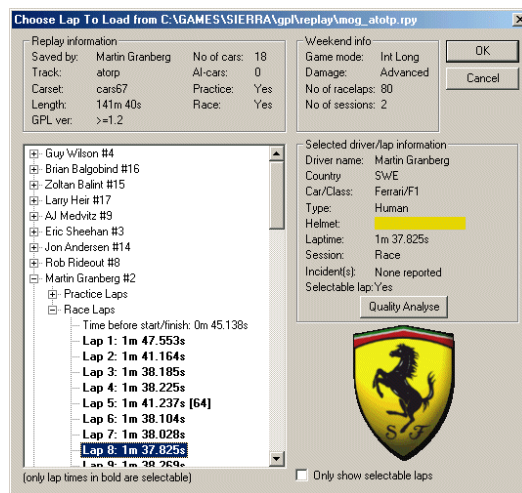 Choose Lap To Load from C:\GAMES\SIERRA\gpl\replay\mog_atotp.rpy
Replay information
Saved by: Martin Granberg No of cars: 18
Track: atorp AI-cars: 0
Carset: cars67 Practice: Yes
Length: 141m 40s Race: Yes
GPL ver: >=1.2
Weekend info
Game mode: Int Long
Damage: Advanced
No of racelaps: 80
No of sessions: 2
OK
Cancel
Guy Wilson #4
Brian Balgobind #16
Zoltan Balint #15
Larry Heir #17
AJ Medvitz #9
Eric Sheehan #3
Jon Andersen #14
Rob Rideout #8
Martin Granberg #2
Practice Laps
Race Laps
Time before start/finish: 0m 45.138s
Lap 1: 1m 47.553s
Lap 2: 1m 41.164s
Lap 3: 1m 38.185s
Lap 4: 1m 38.225s
Lap 5: 1m 41.237s [64]
Lap 6: 1m 38.104s
Lap 7: 1m 38.028s
Lap 8: 1m 37.825s
Lap 9: 1m 38.269s
(only lap times in bold are selectable)
Selected driver/lap information
Driver name: Martin Granberg
Country SWE
Car/Class: Ferrari/F1
Type: Human
Helmet:
Laptime: 1m 37.825s
Session: Race
Incident(s): None reported
Selectable lap:Yes
Quality Analyse
S F
Only show selectable laps